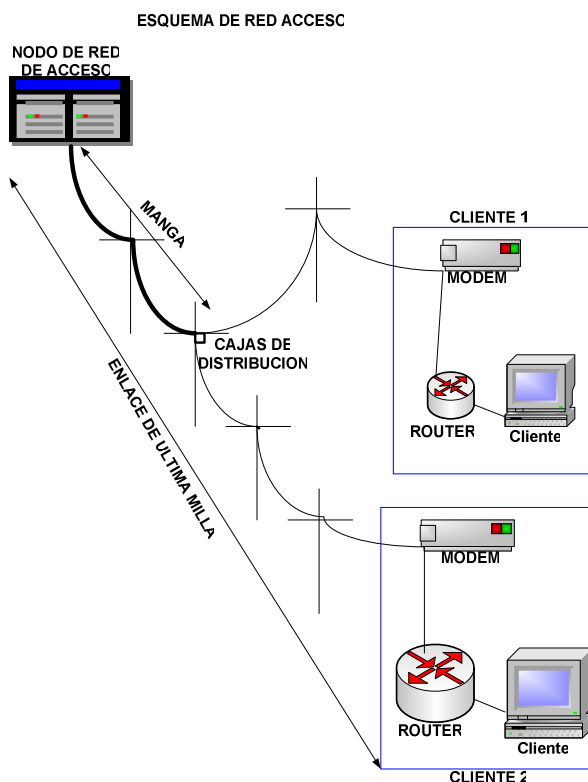 ESQUEMA DE RED ACCESO
NODO DE RED
DE ACCESO
MANGA
CLIENTE 1
MODEM
CAJAS DE
DISTRIBUCION
ROUTER
Cliente
ENLACE DE ULTIMA MILLA
MODEM
ROUTER
Cliente
CLIENTE 2